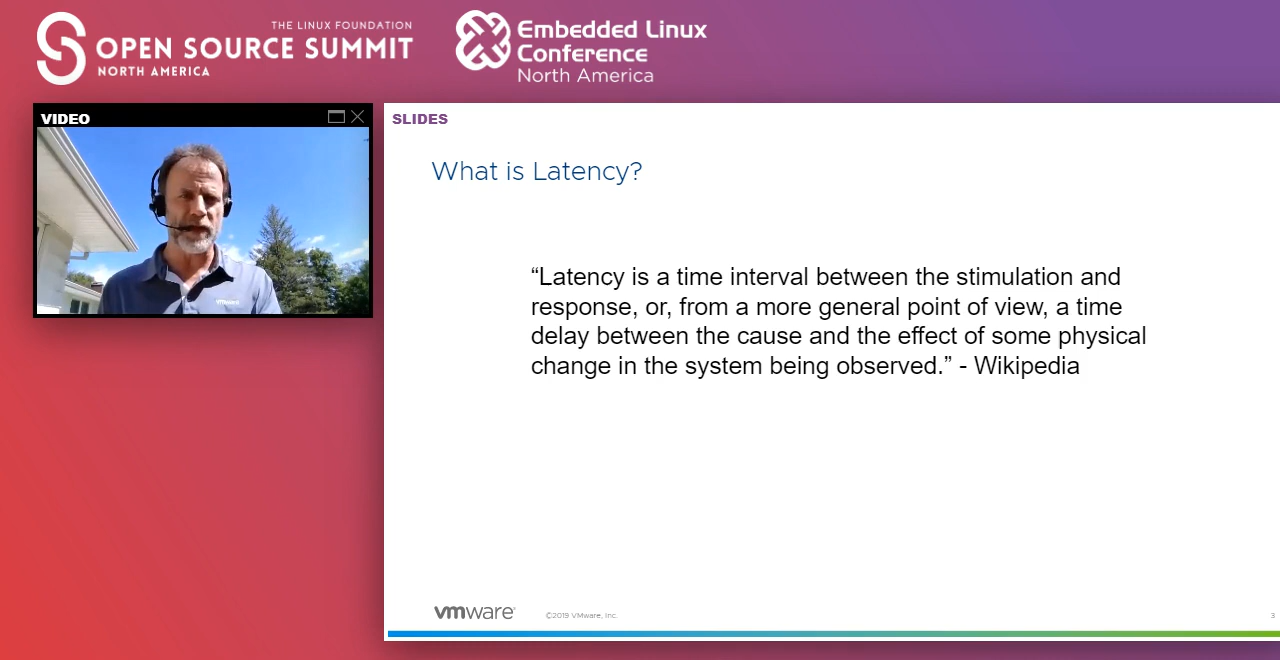 THE LINUX FOUNDATION
OPEN SOURCE SUMMIT
NORTH AMERICA
Embedded Linux
Conference
North America
VIDEO
SLIDES
What is Latency?
“Latency is a time interval between the stimulation and
response, or, from a more general point of view, a time
delay between the cause and the effect of some physical
change in the system being observed.” - Wikipedia
vmware
vmware®
©2019 VMware, Inc.
3